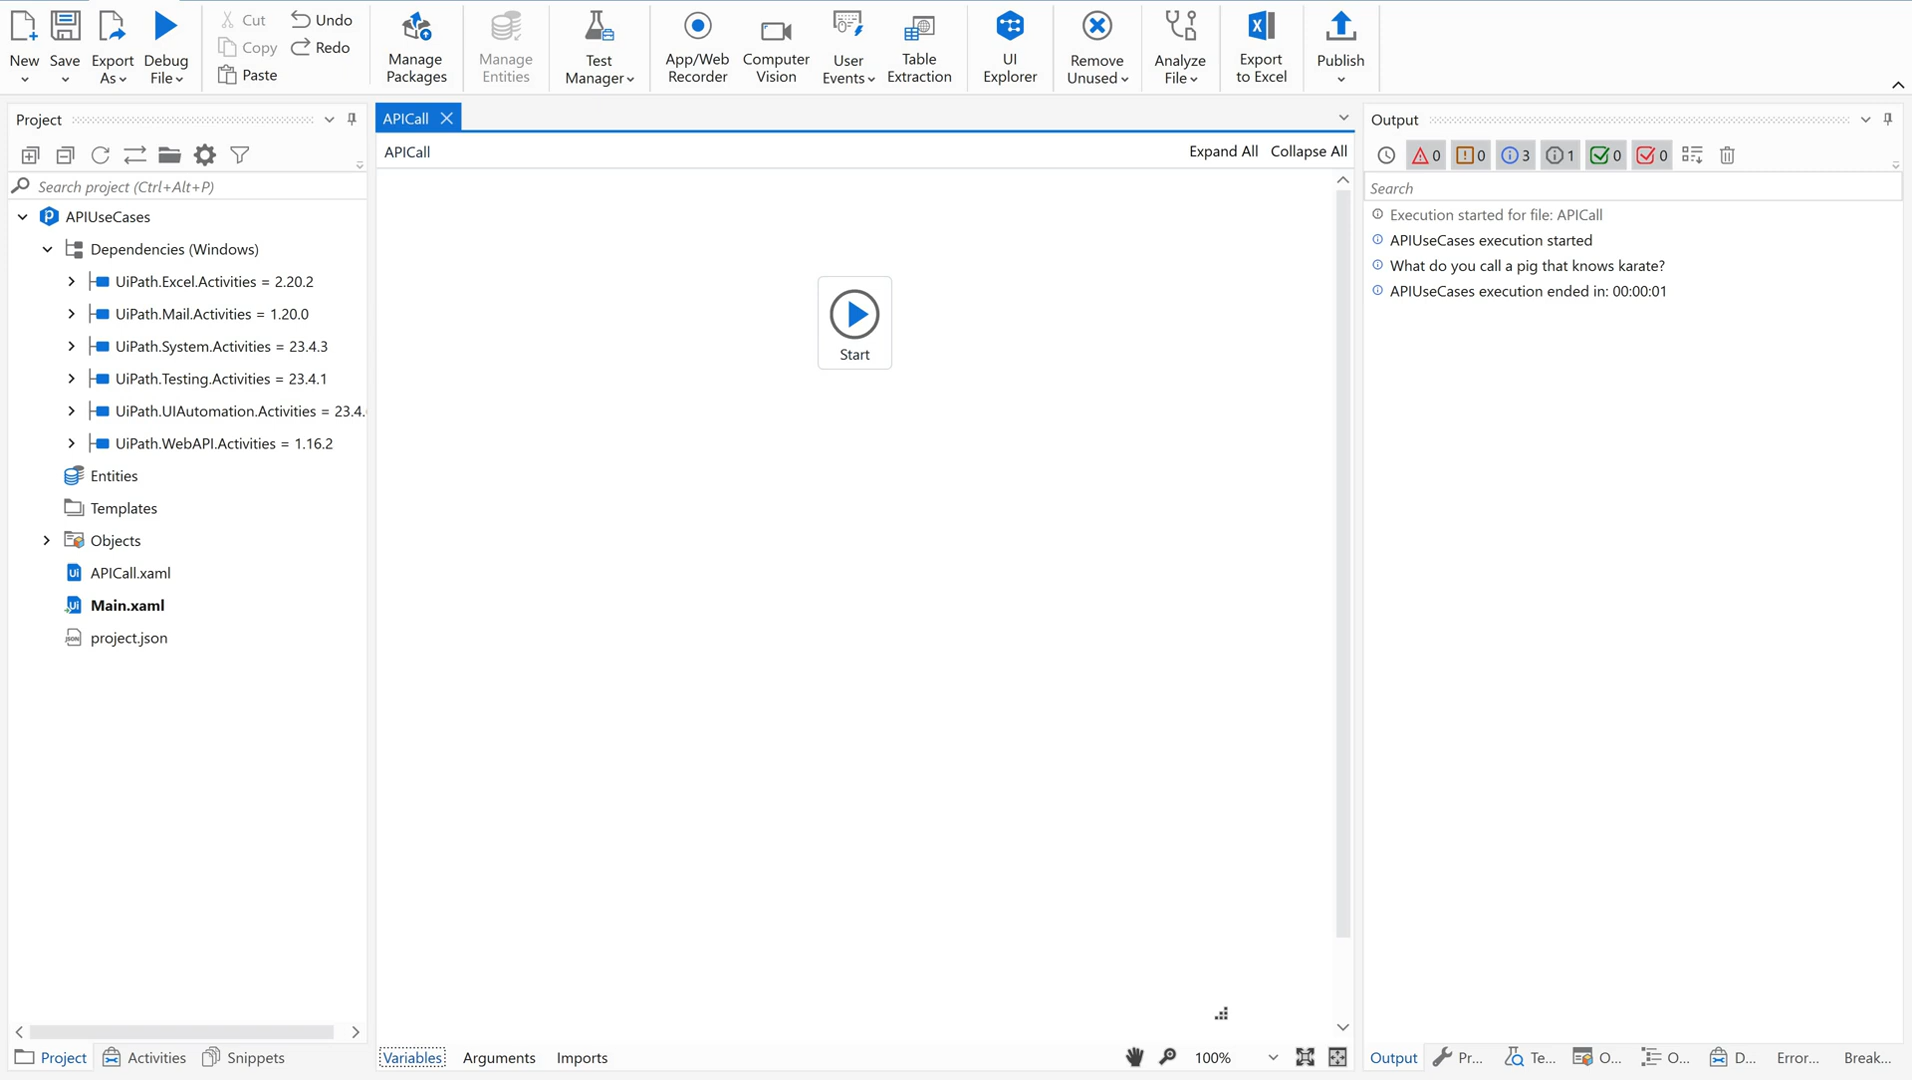 New
Save
Export As
Debug File
Cut
Copy
Paste
Undo
Redo
Manage Packages
Manage Entities
Test Manager
App/Web Recorder
Computer Vision
User Events
Table Extraction
UI Explorer
Remove Unused
Analyze File
Export to Excel
Publish
Project
Search project (Ctrl+Alt+P)
APIUseCases
Dependencies (Windows)
UiPath.Excel.Activities = 2.20.2
UiPath.Mail.Activities = 1.20.0
UiPath.System.Activities = 23.4.3
UiPath.Testing.Activities = 23.4.1
UiPath.UIAutomation.Activities = 23.4.
UiPath.WebAPI.Activities = 1.16.2
Entities
Templates
Objects
APICall.xaml
Main.xaml
project.json
Project Activities Snippets
APICall
APICall
Expand All Collapse All
Start
Variables Arguments Imports
100%
Output
0 0 3 1 0 0
Search
Execution started for file: APICall
APIUseCases execution started
What do you call a pig that knows karate?
APIUseCases execution ended in: 00:00:01
Output Pr... Te... O... O... D... Error... Break...